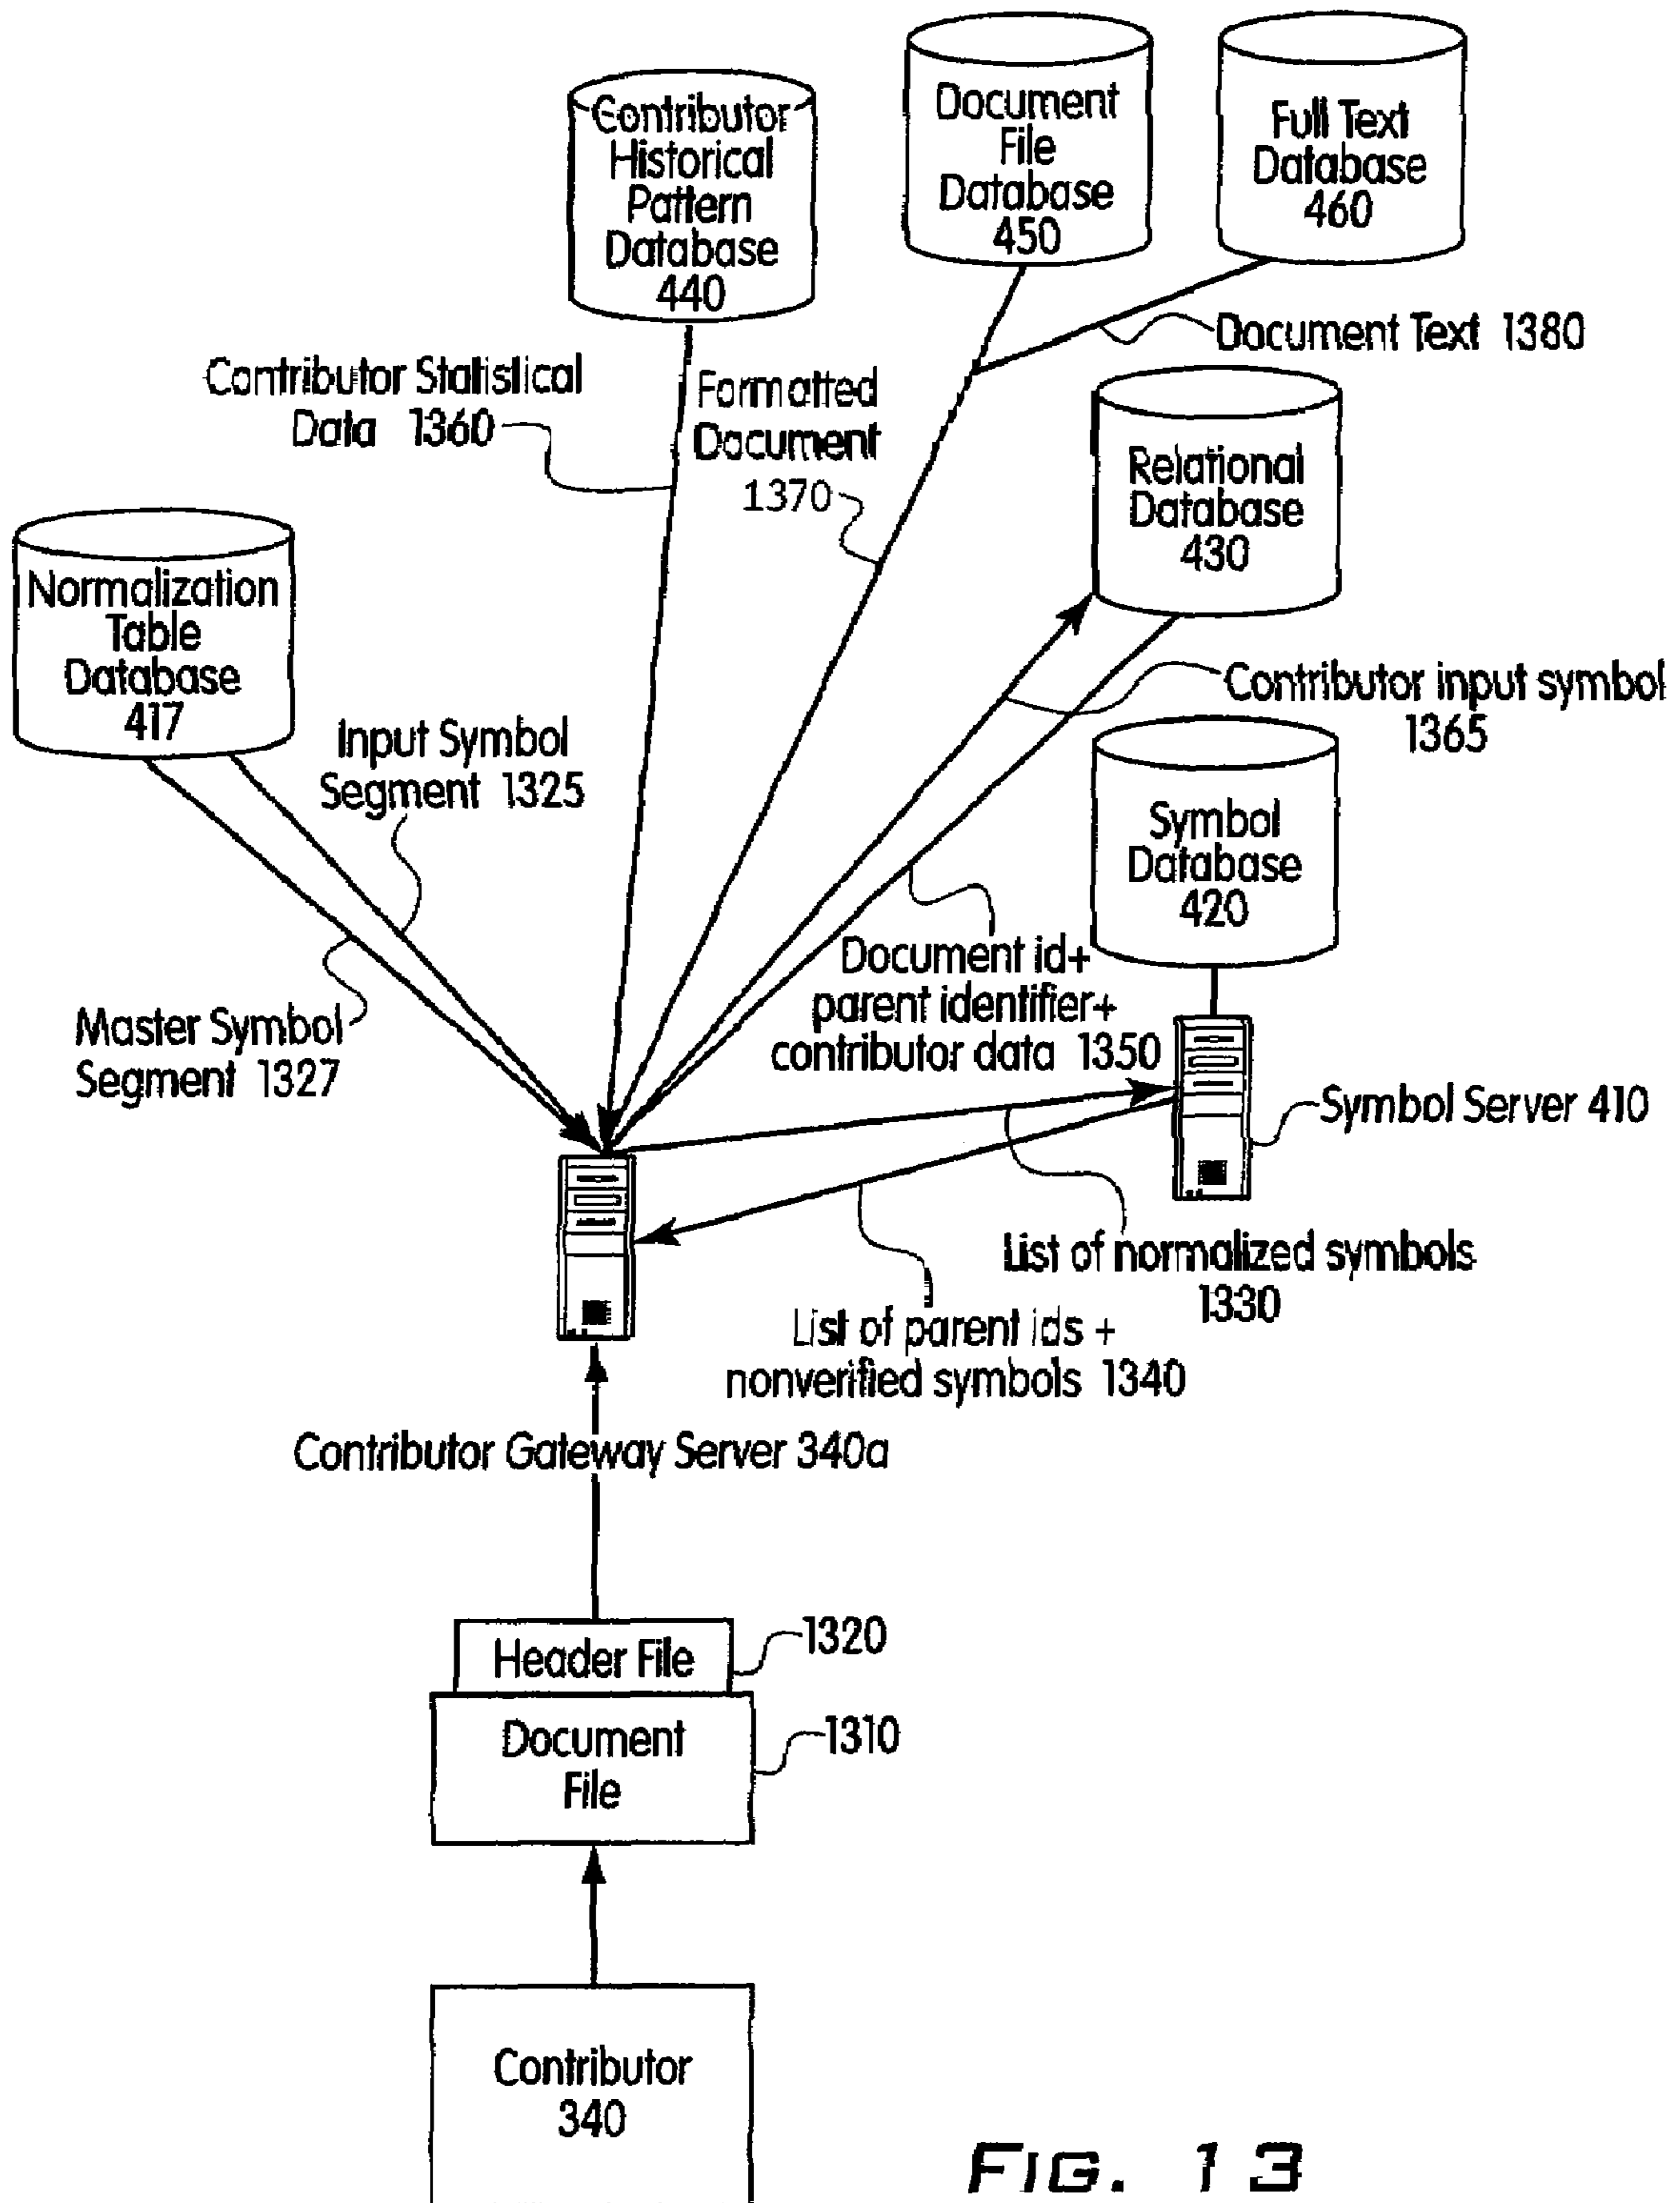 Contributor
Historical
Pattern
Database
440
Document
File
Database
450
Full Text
Database
460
Document Text 1380
Contributor Statistical
Data 1360
Formatted
Document
1370
Relational
Database
430
Normalization
Table
Database
417
Input Symbol
Segment 1325
Contributor input symbol
1365
Symbol
Database
420
Master Symbol
Segment 1327
Document id+
parent identifier+
contributor data 1350
Symbol Server 410
List of normalized symbols
1330
List of parent ids +
nonverified symbols 1340
Contributor Gateway Server 340a
Header File
1320
Document
File
1310
Contributor
340
FIG. 13